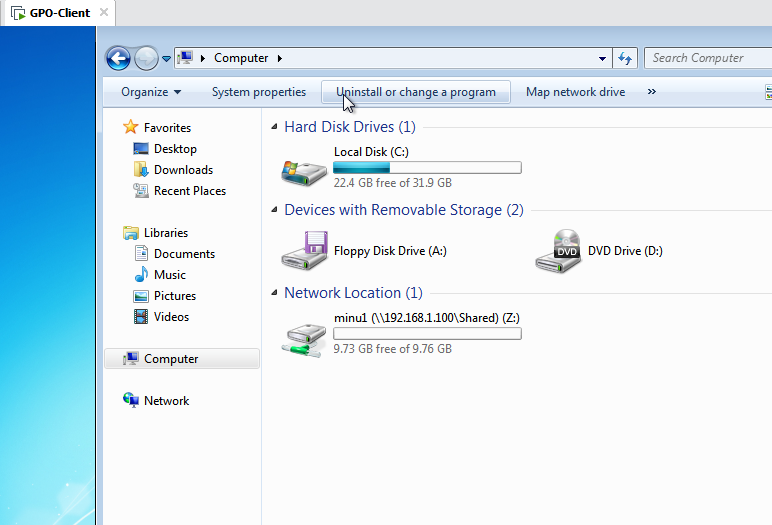 GPO-Client
Computer
Search Computer
Organize
System properties
Uninstall or change a program
Map network drive
»
Favorites
Desktop
Downloads
Recent Places
Libraries
Documents
Music
Pictures
Videos
Computer
Network
Hard Disk Drives (1)
Local Disk (C:)
22.4 GB free of 31.9 GB
Devices with Removable Storage (2)
Floppy Disk Drive (A:)
DVD
DVD Drive (D:)
Network Location (1)
minu1 (\\192.168.1.100\Shared) (Z:)
9.73 GB free of 9.76 GB